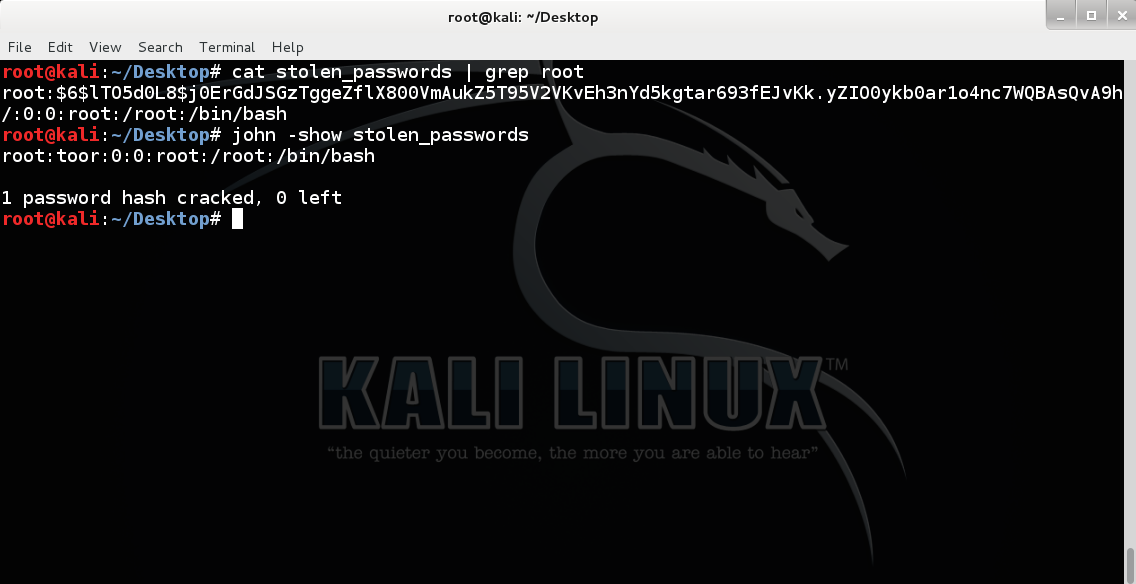 root@kali: ~/Desktop
File Edit View Search Terminal Help
root@kali:~/Desktop# cat stolen_passwords | grep root
root:$6$lTO5d0L8$j0ErGdJSGzTggeZflX800VmAukZ5T95V2VKvEh3nYd5kgtar693fEJvKk.yZIO0ykb0ar1o4nc7WQBAsQvA9h
/:0:0:root:/root:/bin/bash
root@kali:~/Desktop# john -show stolen_passwords
root:toor:0:0:root:/root:/bin/bash
1 password hash cracked, 0 left
root@kali:~/Desktop#
KALI LINUX™
“the quieter you become, the more you are able to hear”